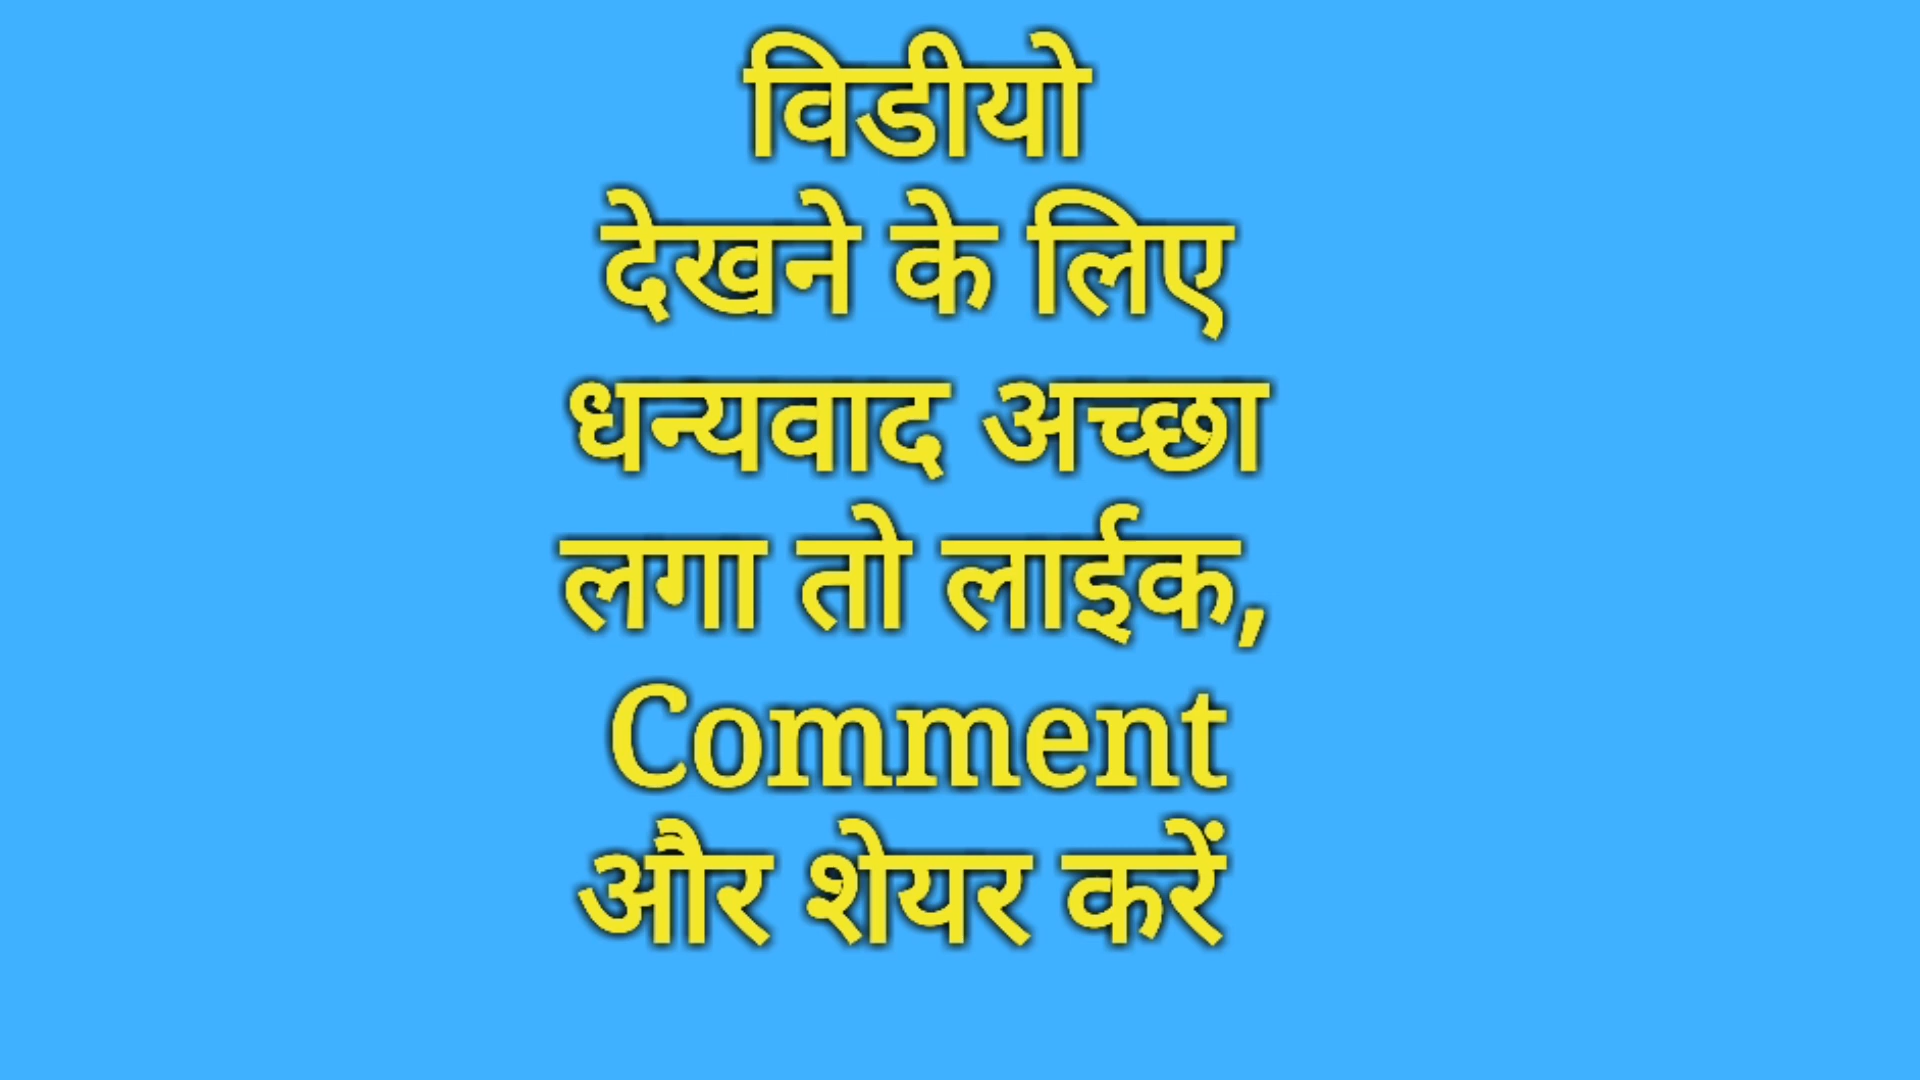 विडीयो
देखने के लिए
धन्यवाद अच्छा
लगा तो लाईक,
Comment
और शेयर करें